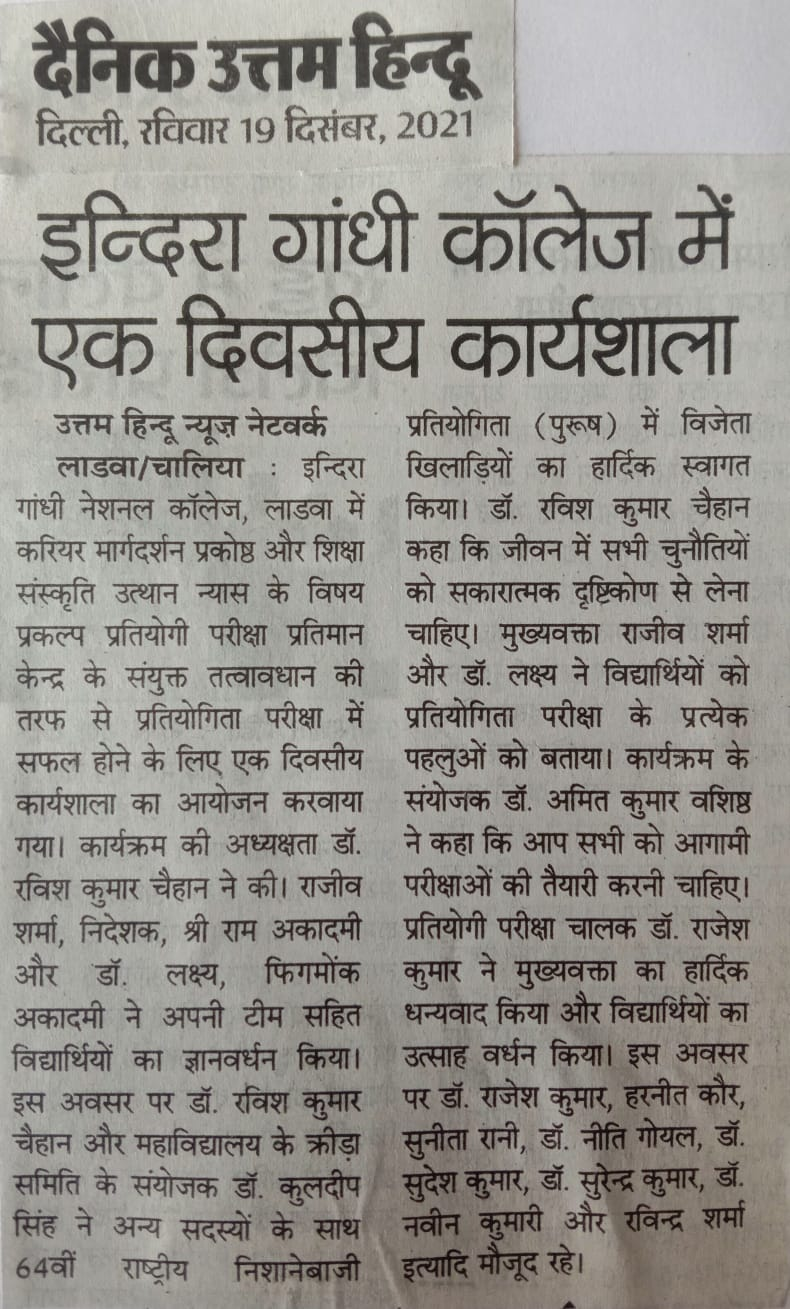 दैनिक उत्तम हिन्दू
दिल्ली, रविवार 19 दिसंबर, 2021
इन्दिरा गांधी कॉलेज में
एक दिवसीय कार्यशाला
उत्तम हिन्दू न्यूज़ नेटवर्क
लाडवा/चालिया : इन्दिरा
गांधी नेशनल कॉलेज, लाडवा में
करियर मार्गदर्शन प्रकोष्ठ और शिक्षा
संस्कृति उत्थान न्यास के विषय
प्रकल्प प्रतियोगी परीक्षा प्रतिमान
केन्द्र के संयुक्त तत्वावधान की
तरफ से प्रतियोगिता परीक्षा में
सफल होने के लिए एक दिवसीय
कार्यशाला का आयोजन करवाया
गया। कार्यक्रम की अध्यक्षता डॉ.
रविश कुमार चैहान ने की। राजीव
शर्मा, निदेशक, श्री राम अकादमी
और डॉ. लक्ष्य, फिगमोंक
अकादमी ने अपनी टीम सहित
विद्यार्थियों का ज्ञानवर्धन किया।
इस अवसर पर डॉ. रविश कुमार
चैहान और महाविद्यालय के क्रीड़ा
समिति के संयोजक डॉ. कुलदीप
सिंह ने अन्य सदस्यों के साथ
64वीं राष्ट्रीय निशानेबाजी
प्रतियोगिता (पुरूष) में विजेता
खिलाड़ियों का हार्दिक स्वागत
किया। डॉ. रविश कुमार चैहान
कहा कि जीवन में सभी चुनौतियों
को सकारात्मक दृष्टिकोण से लेना
चाहिए। मुख्यवक्ता राजीव शर्मा
और डॉ. लक्ष्य ने विद्यार्थियों को
प्रतियोगिता परीक्षा के प्रत्येक
पहलुओं को बताया। कार्यक्रम के
संयोजक डॉ. अमित कुमार वशिष्ठ
ने कहा कि आप सभी को आगामी
परीक्षाओं की तैयारी करनी चाहिए।
प्रतियोगी परीक्षा चालक डॉ. राजेश
कुमार ने मुख्यवक्ता का हार्दिक
धन्यवाद किया और विद्यार्थियों का
उत्साह वर्धन किया। इस अवसर
पर डॉ. राजेश कुमार, हरनीत कौर,
सुनीता रानी, डॉ. नीति गोयल, डॉ.
सुदेश कुमार, डॉ. सुरेन्द्र कुमार, डॉ.
नवीन कुमारी और रविन्द्र शर्मा
इत्यादि मौजूद रहे।